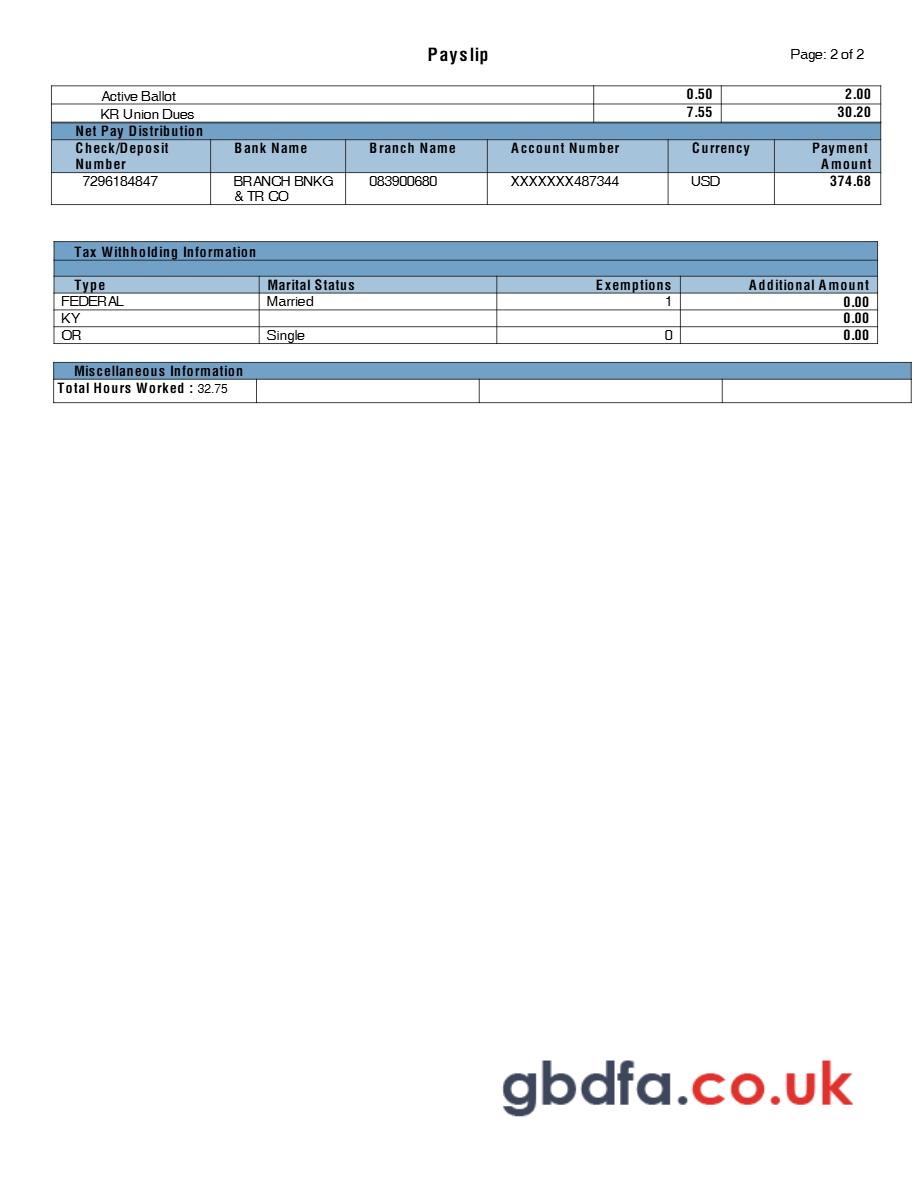 Payslip
Page: 2 of 2
Active Ballot 0.50 2.00
KR Union Dues 7.55 30.20
Net Pay Distribution
Check/Deposit Number Bank Name Branch Name Account Number Currency Payment Amount
7296184847 BRANCH BNKG & TR CO 083900680 XXXXXXX487344 USD 374.68
Tax Withholding Information
Type Marital Status Exemptions Additional Amount
FEDERAL Married 1 0.00
KY 0.00
OR Single 0 0.00
Miscellaneous Information
Total Hours Worked : 32.75
gbdfa.co.uk